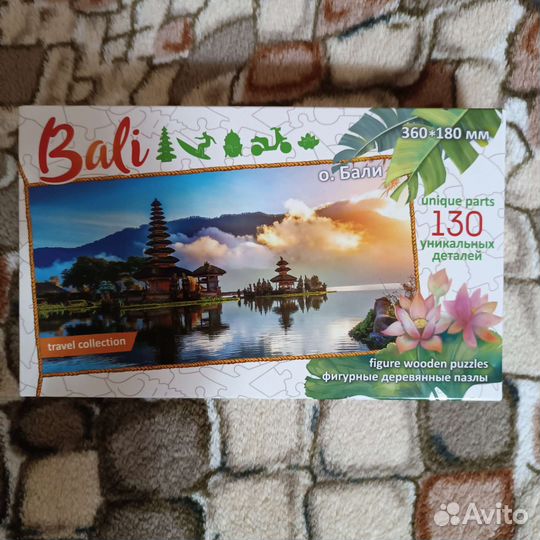 Bali
360*180 мм
о. Бали
unique parts
130
уникальных
деталей
travel collection
figure wooden puzzles
фигурные деревянные пазлы
Avito